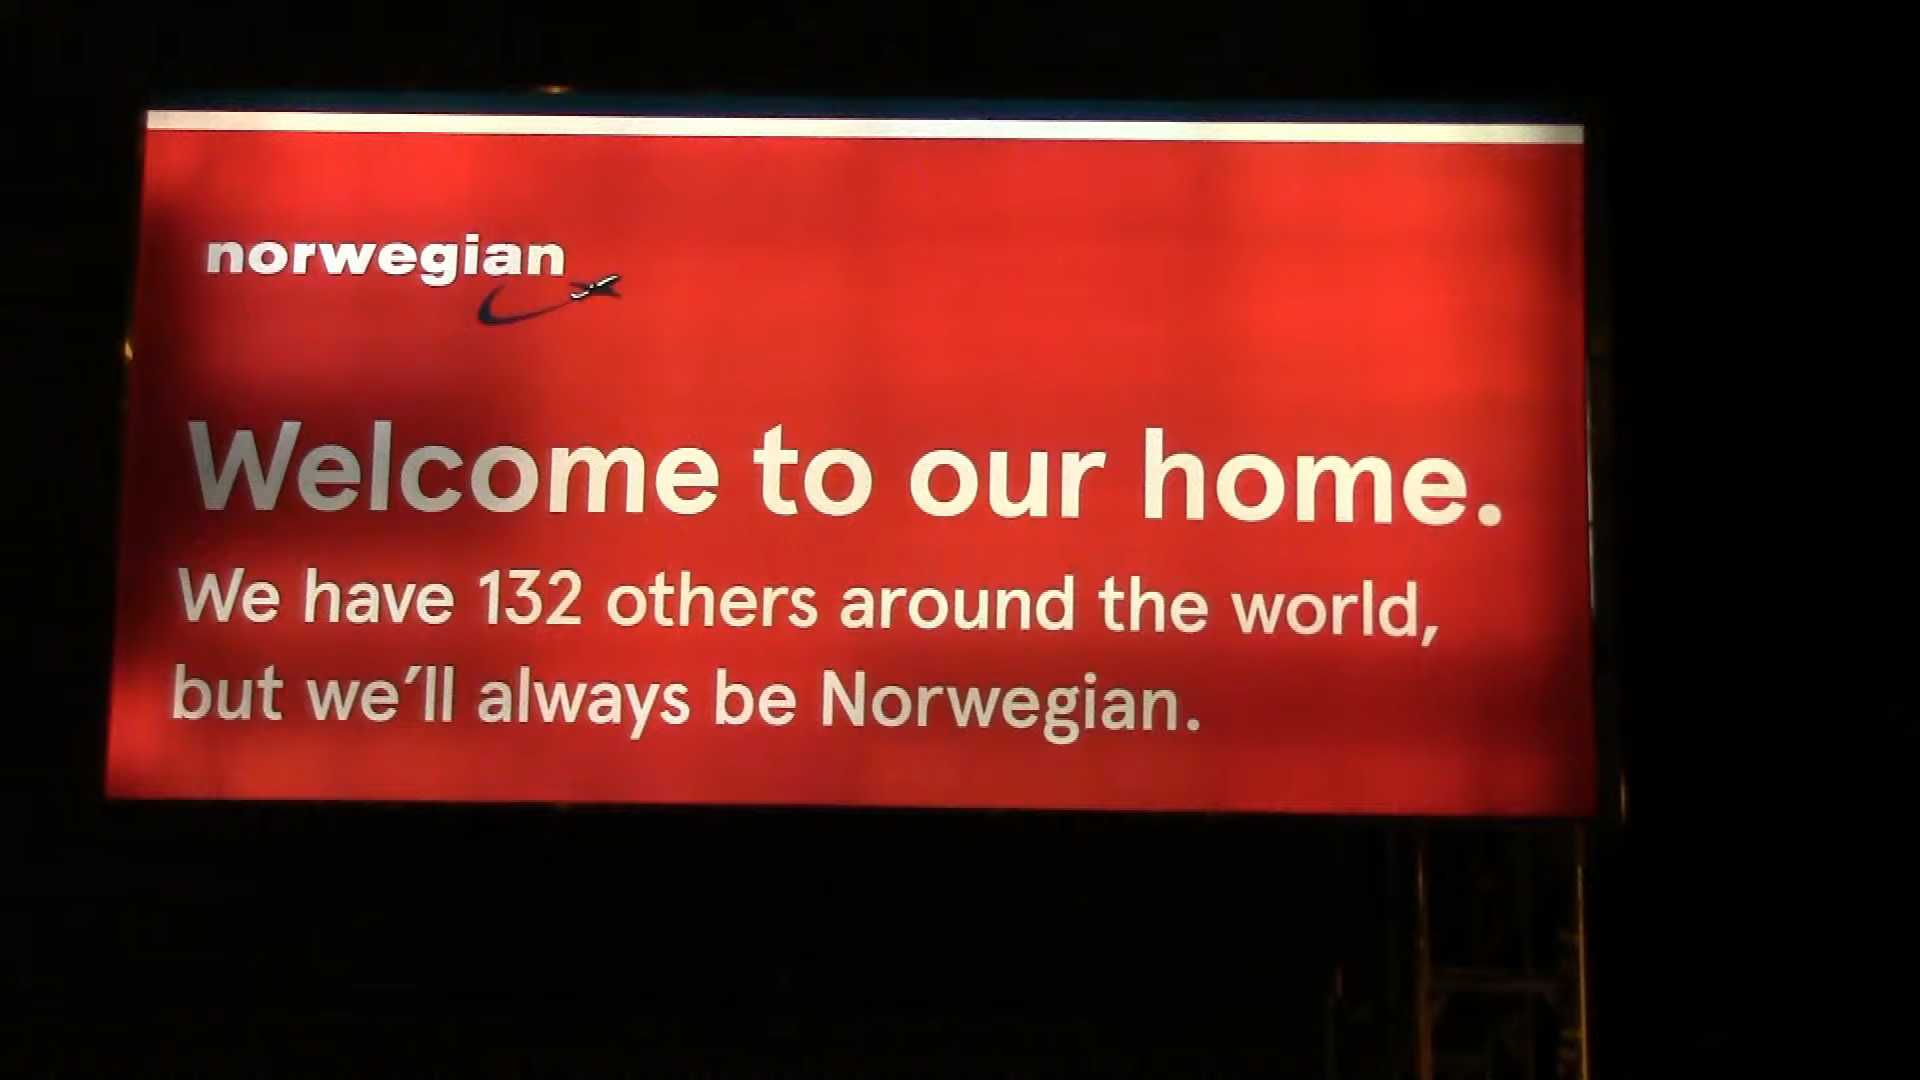 norwegian
Welcome to our home.
We have 132 others around the world,
but we’ll always be Norwegian.